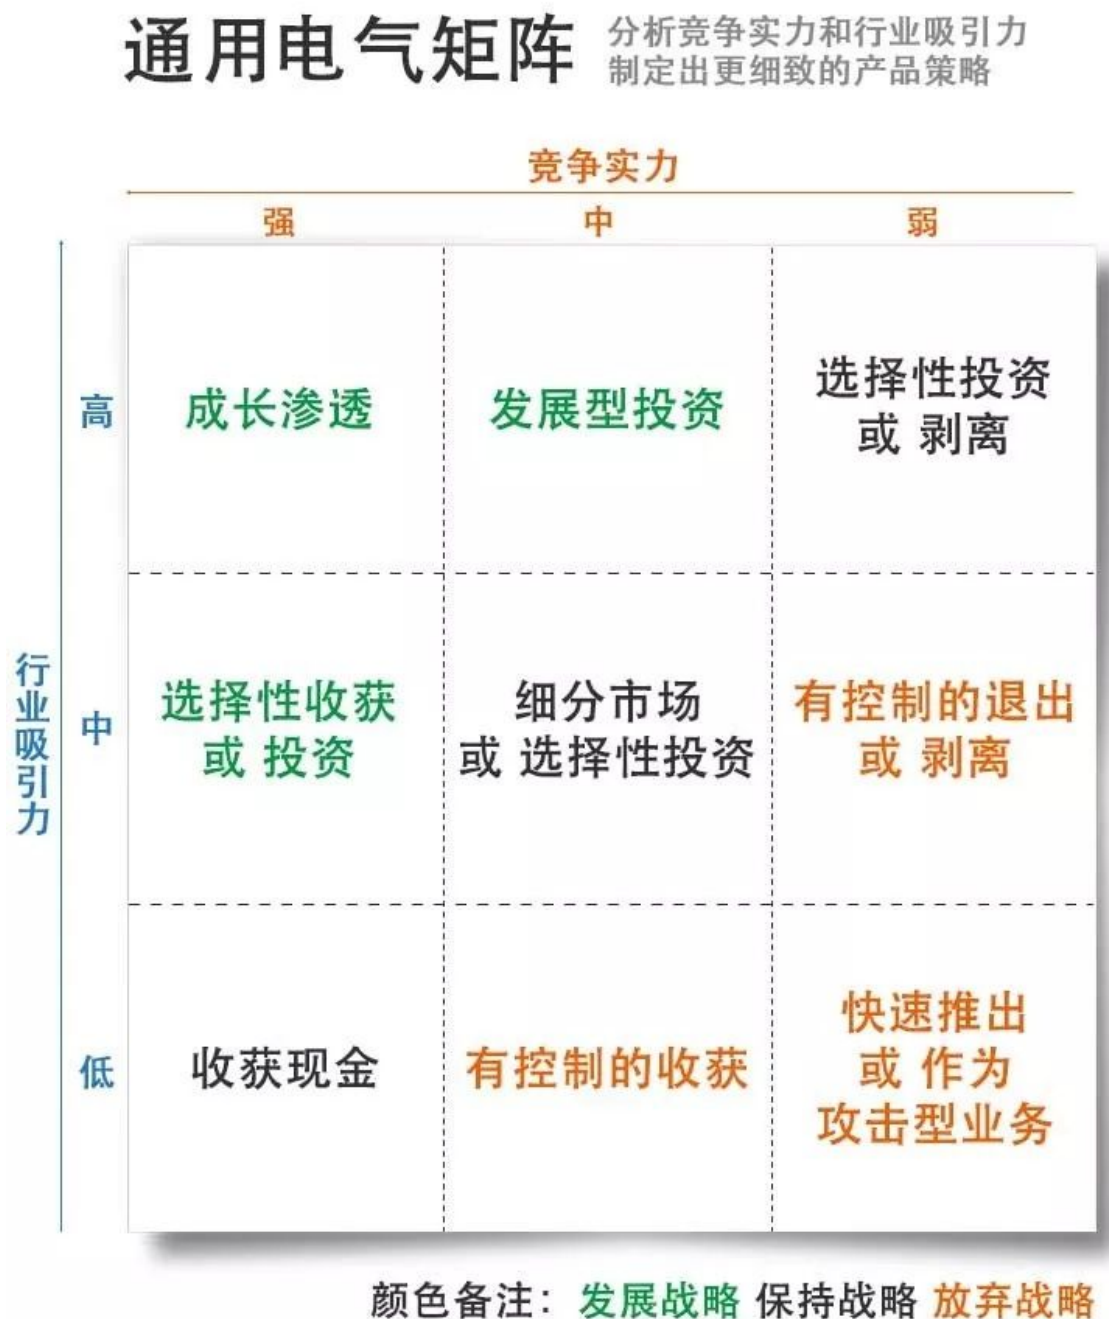 通用电气矩阵
分析竞争实力和行业吸引力
制定出更细致的产品策略
竞争实力
强 中 弱
行业吸引力
高
成长渗透
发展型投资
选择性投资
或 剥离
中
选择性收获
或 投资
细分市场
或 选择性投资
有控制的退出
或 剥离
低
收获现金
有控制的收获
快速推出
或 作为
攻击型业务
颜色备注：发展战略 保持战略 放弃战略